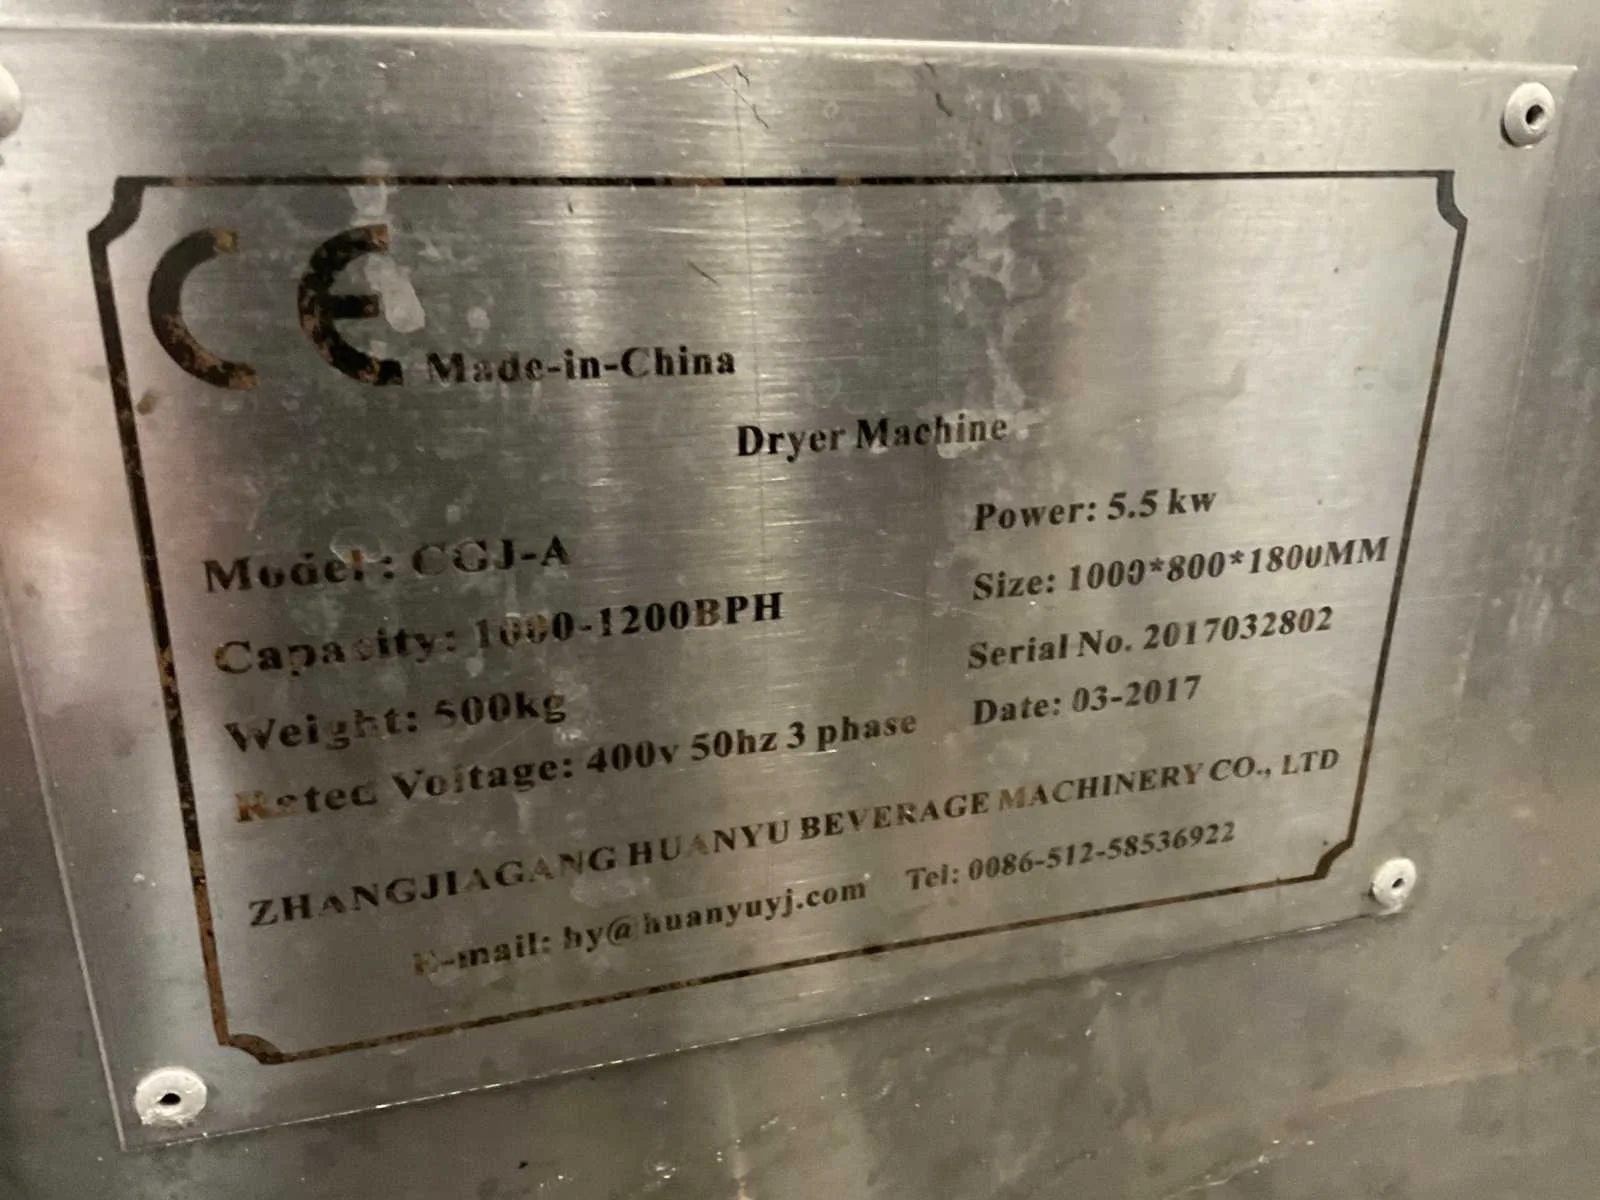 CE Made-in-China
Dryer Machine
Model: CGJ-A
Power: 5.5 kw
Capacity: 1000-1200BPH
Size: 1000*800*1800MM
Weight: 500kg
Serial No. 2017032802
Rated Voltage: 400v 50hz 3 phase
Date: 03-2017
ZHANGJIAGANG HUANYU BEVERAGE MACHINERY CO., LTD
E-mail: hy@huanyuyj.com Tel: 0086-512-58536922